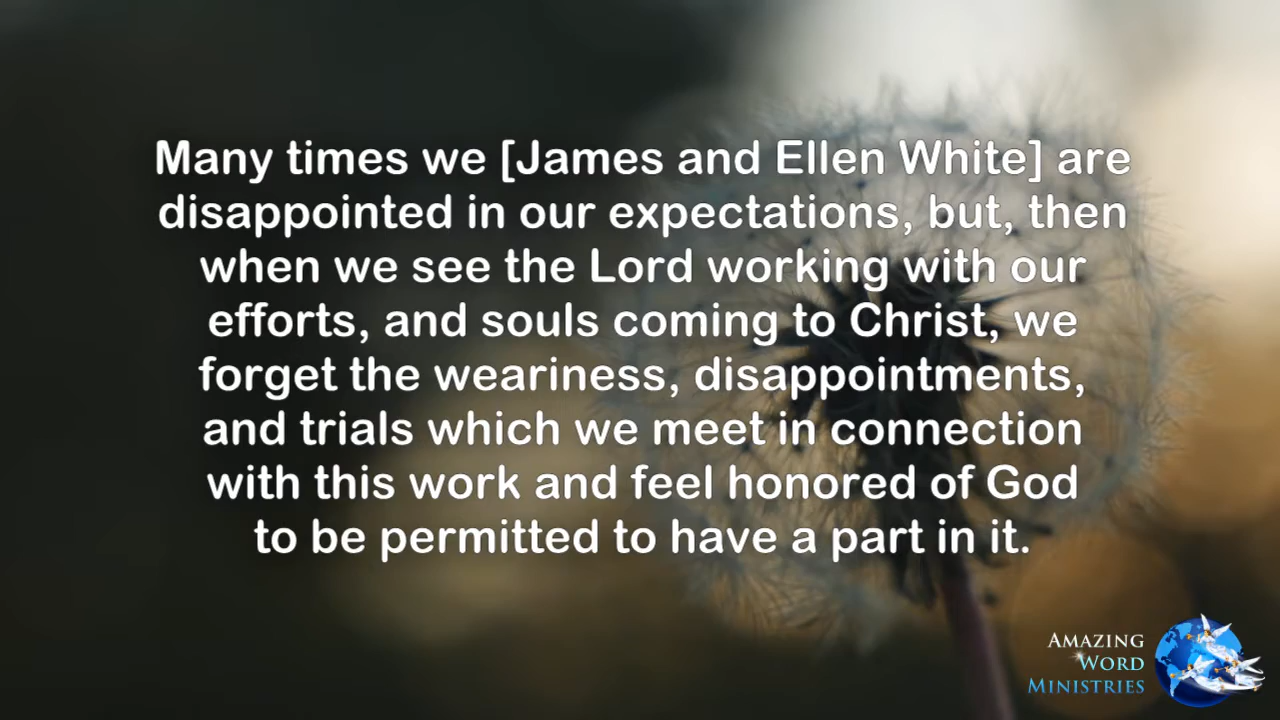 Many times we [James and Ellen White] are
disappointed in our expectations, but, then
when we see the Lord working with our
efforts, and souls coming to Christ, we
forget the weariness, disappointments,
and trials which we meet in connection
with this work and feel honored of God
to be permitted to have a part in it.
AMAZING
WORD
MINISTRIES